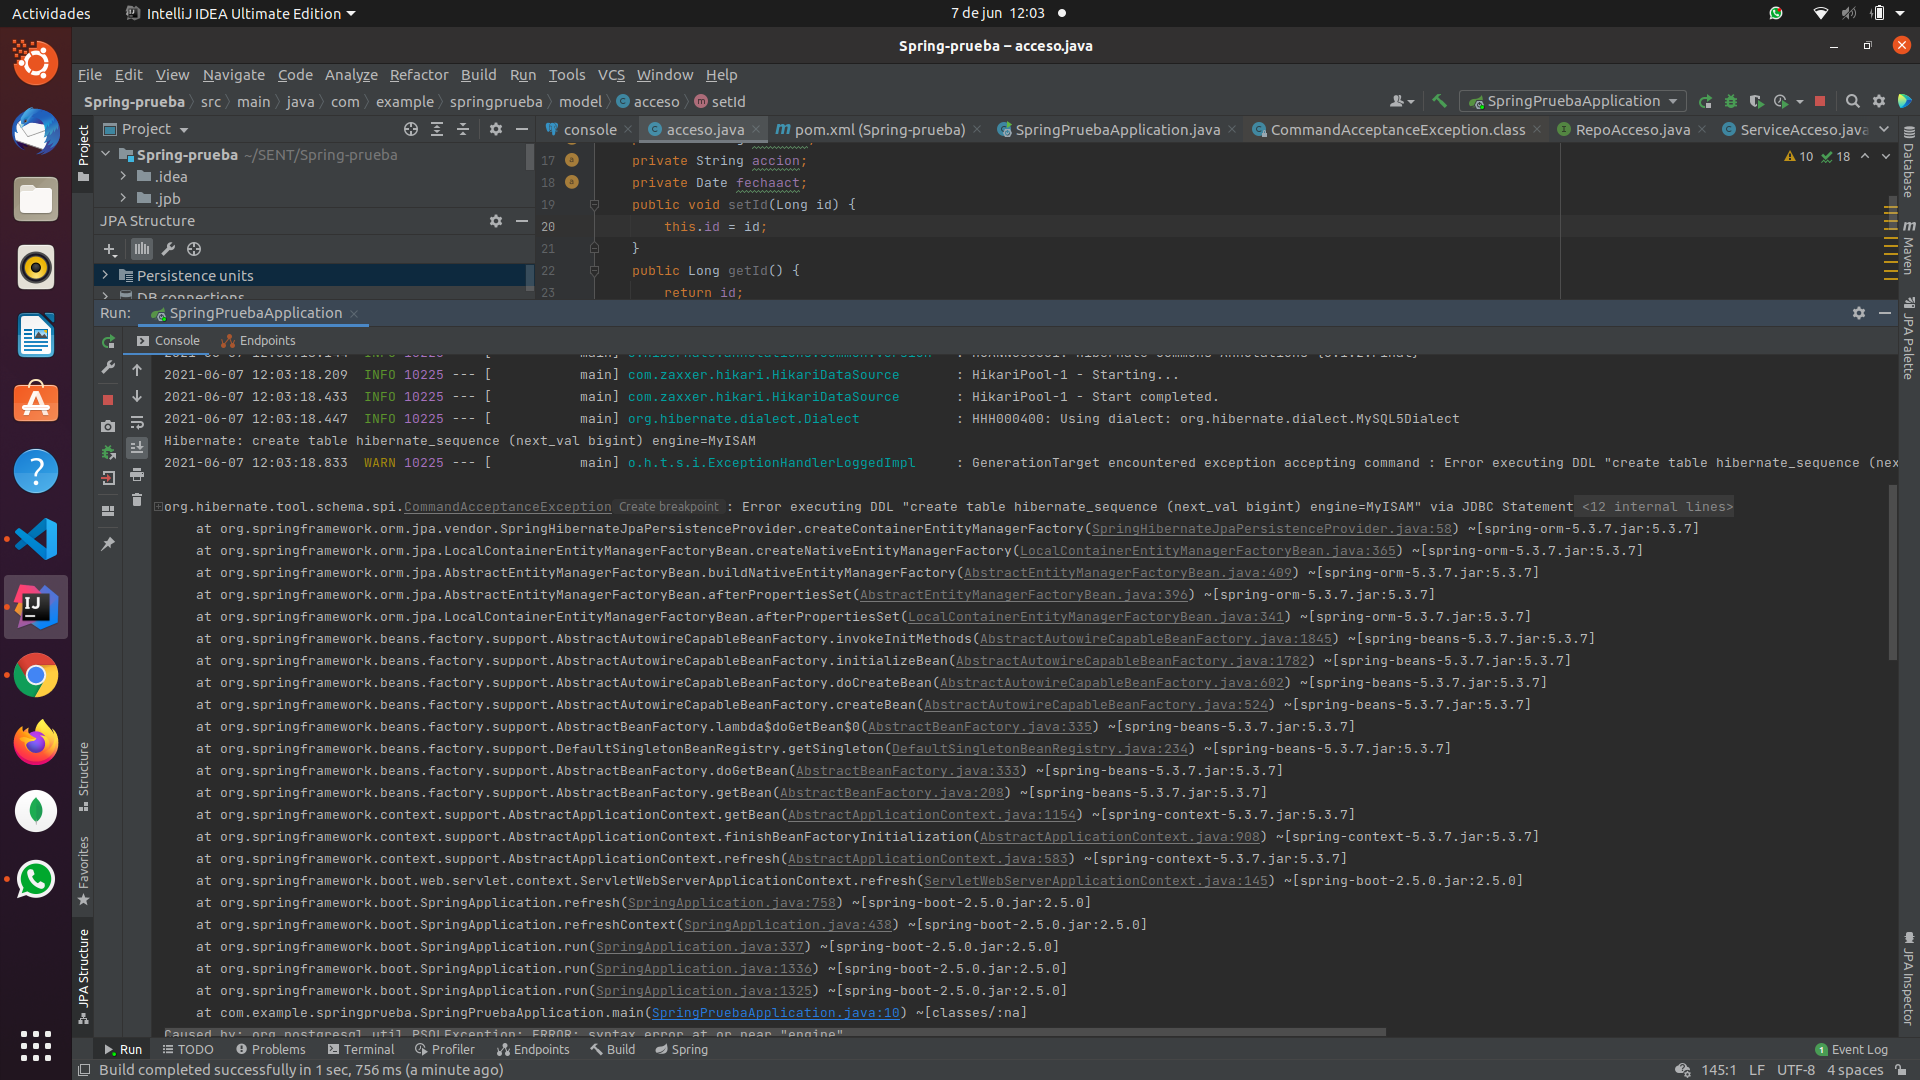 Actividades
IntelliJ IDEA Ultimate Edition
7 de jun 12:03
Spring-prueba – acceso.java
File Edit View Navigate Code Analyze Refactor Build Run Tools VCS Window Help
Spring-prueba src main java com example springprueba model acceso setId
SpringPruebaApplication
Project
console
acceso.java
pom.xml (Spring-prueba)
SpringPruebaApplication.java
CommandAcceptanceException.class
RepoAcceso.java
ServiceAcceso.java
Spring-prueba ~/SENT/Spring-prueba
.idea
.jpb
JPA Structure
Persistence units
DB connections
10 18
17 private String accion;
18 private Date fechaact;
19 public void setId(Long id) {
20 this.id = id;
21 }
22 public Long getId() {
23 return id;
Run: SpringPruebaApplication
Console Endpoints
2021-06-07 12:03:18.209 INFO 10225 --- [ main] com.zaxxer.hikari.HikariDataSource : HikariPool-1 - Starting...
2021-06-07 12:03:18.433 INFO 10225 --- [ main] com.zaxxer.hikari.HikariDataSource : HikariPool-1 - Start completed.
2021-06-07 12:03:18.447 INFO 10225 --- [ main] org.hibernate.dialect.Dialect : HHH000400: Using dialect: org.hibernate.dialect.MySQL5Dialect
Hibernate: create table hibernate_sequence (next_val bigint) engine=MyISAM
2021-06-07 12:03:18.833 WARN 10225 --- [ main] o.h.t.s.i.ExceptionHandlerLoggedImpl : GenerationTarget encountered exception accepting command : Error executing DDL "create table hibernate_sequence (nex
org.hibernate.tool.schema.spi.CommandAcceptanceException Create breakpoint : Error executing DDL "create table hibernate_sequence (next_val bigint) engine=MyISAM" via JDBC Statement <12 internal lines>
at org.springframework.orm.jpa.vendor.SpringHibernateJpaPersistenceProvider.createContainerEntityManagerFactory(SpringHibernateJpaPersistenceProvider.java:58) ~[spring-orm-5.3.7.jar:5.3.7]
at org.springframework.orm.jpa.LocalContainerEntityManagerFactoryBean.createNativeEntityManagerFactory(LocalContainerEntityManagerFactoryBean.java:365) ~[spring-orm-5.3.7.jar:5.3.7]
at org.springframework.orm.jpa.AbstractEntityManagerFactoryBean.buildNativeEntityManagerFactory(AbstractEntityManagerFactoryBean.java:409) ~[spring-orm-5.3.7.jar:5.3.7]
at org.springframework.orm.jpa.AbstractEntityManagerFactoryBean.afterPropertiesSet(AbstractEntityManagerFactoryBean.java:396) ~[spring-orm-5.3.7.jar:5.3.7]
at org.springframework.orm.jpa.LocalContainerEntityManagerFactoryBean.afterPropertiesSet(LocalContainerEntityManagerFactoryBean.java:341) ~[spring-orm-5.3.7.jar:5.3.7]
at org.springframework.beans.factory.support.AbstractAutowireCapableBeanFactory.invokeInitMethods(AbstractAutowireCapableBeanFactory.java:1845) ~[spring-beans-5.3.7.jar:5.3.7]
at org.springframework.beans.factory.support.AbstractAutowireCapableBeanFactory.initializeBean(AbstractAutowireCapableBeanFactory.java:1782) ~[spring-beans-5.3.7.jar:5.3.7]
at org.springframework.beans.factory.support.AbstractAutowireCapableBeanFactory.doCreateBean(AbstractAutowireCapableBeanFactory.java:602) ~[spring-beans-5.3.7.jar:5.3.7]
at org.springframework.beans.factory.support.AbstractAutowireCapableBeanFactory.createBean(AbstractAutowireCapableBeanFactory.java:524) ~[spring-beans-5.3.7.jar:5.3.7]
at org.springframework.beans.factory.support.AbstractBeanFactory.lambda$doGetBean$0(AbstractBeanFactory.java:335) ~[spring-beans-5.3.7.jar:5.3.7]
at org.springframework.beans.factory.support.DefaultSingletonBeanRegistry.getSingleton(DefaultSingletonBeanRegistry.java:234) ~[spring-beans-5.3.7.jar:5.3.7]
at org.springframework.beans.factory.support.AbstractBeanFactory.doGetBean(AbstractBeanFactory.java:333) ~[spring-beans-5.3.7.jar:5.3.7]
at org.springframework.beans.factory.support.AbstractBeanFactory.getBean(AbstractBeanFactory.java:208) ~[spring-beans-5.3.7.jar:5.3.7]
at org.springframework.context.support.AbstractApplicationContext.getBean(AbstractApplicationContext.java:1154) ~[spring-context-5.3.7.jar:5.3.7]
at org.springframework.context.support.AbstractApplicationContext.finishBeanFactoryInitialization(AbstractApplicationContext.java:908) ~[spring-context-5.3.7.jar:5.3.7]
at org.springframework.context.support.AbstractApplicationContext.refresh(AbstractApplicationContext.java:583) ~[spring-context-5.3.7.jar:5.3.7]
at org.springframework.boot.web.servlet.context.ServletWebServerApplicationContext.refresh(ServletWebServerApplicationContext.java:145) ~[spring-boot-2.5.0.jar:2.5.0]
at org.springframework.boot.SpringApplication.refresh(SpringApplication.java:758) ~[spring-boot-2.5.0.jar:2.5.0]
at org.springframework.boot.SpringApplication.refreshContext(SpringApplication.java:438) ~[spring-boot-2.5.0.jar:2.5.0]
at org.springframework.boot.SpringApplication.run(SpringApplication.java:337) ~[spring-boot-2.5.0.jar:2.5.0]
at org.springframework.boot.SpringApplication.run(SpringApplication.java:1336) ~[spring-boot-2.5.0.jar:2.5.0]
at org.springframework.boot.SpringApplication.run(SpringApplication.java:1325) ~[spring-boot-2.5.0.jar:2.5.0]
at com.example.springprueba.SpringPruebaApplication.main(SpringPruebaApplication.java:10) ~[classes/:na]
Caused by: org.postgresql.util.PSQLException: ERROR: syntax error at or near "engine"
Run TODO Problems Terminal Profiler Endpoints Build Spring
1 Event Log
Build completed successfully in 1 sec, 756 ms (a minute ago)
145:1 LF UTF-8 4 spaces
Project
Structure
Favorites
JPA Structure
Database
Maven
JPA Palette
JPA Inspector